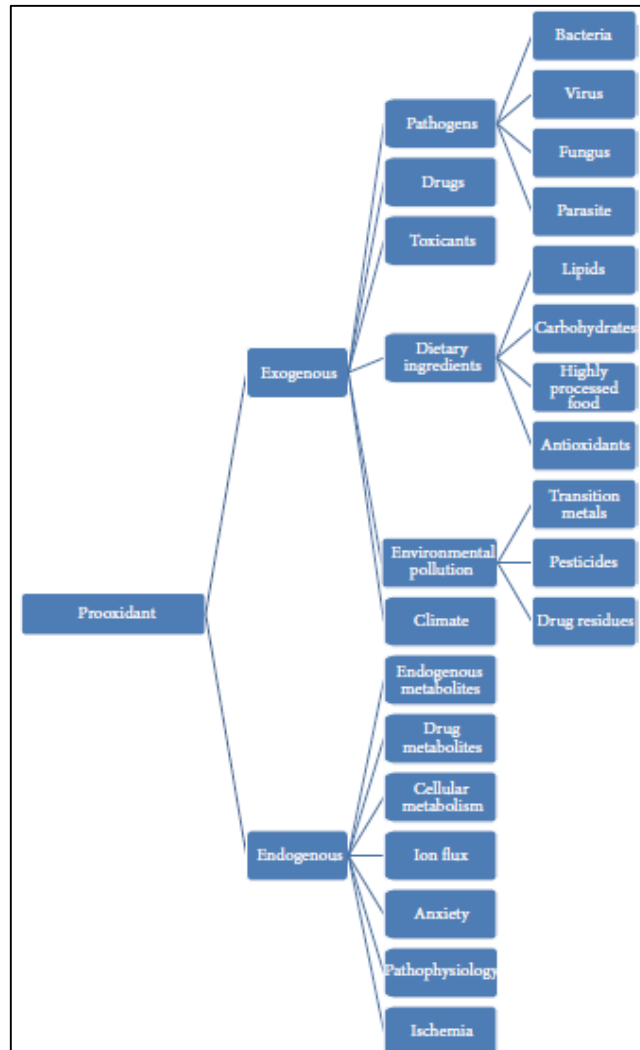 Prooxidant
Exogenous
Pathogens
Bacteria
Virus
Fungus
Parasite
Drugs
Toxicants
Dietary
ingredients
Lipids
Carbohydrates
Highly
processed
food
Antioxidants
Environmental
pollution
Transition
metals
Pesticides
Drug residues
Climate
Endogenous
Endogenous
metabolites
Drug
metabolites
Cellular
metabolism
Ion flux
Anxiety
Pathophysiology
Ischemia